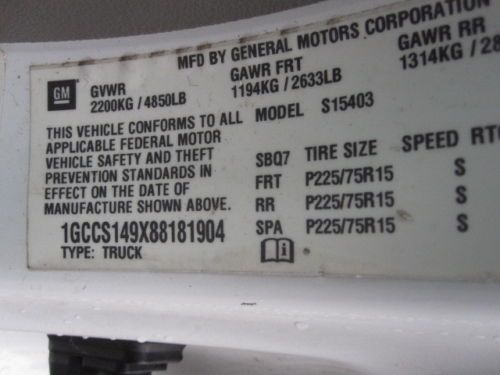 MFD BY GENERAL MOTORS CORPORATION
GM GVWR GAWR FRT GAWR RR
2200KG / 4850LB 1194KG / 2633LB 1314KG / 28
THIS VEHICLE CONFORMS TO ALL MODEL S15403
APPLICABLE FEDERAL MOTOR
VEHICLE SAFETY AND THEFT SBQ7 TIRE SIZE SPEED RTG
PREVENTION STANDARDS IN FRT P225/75R15 S
EFFECT ON THE DATE OF RR P225/75R15 S
MANUFACTURE SHOWN ABOVE. SPA P225/75R15 S
1GCCS149X88181904
TYPE: TRUCK